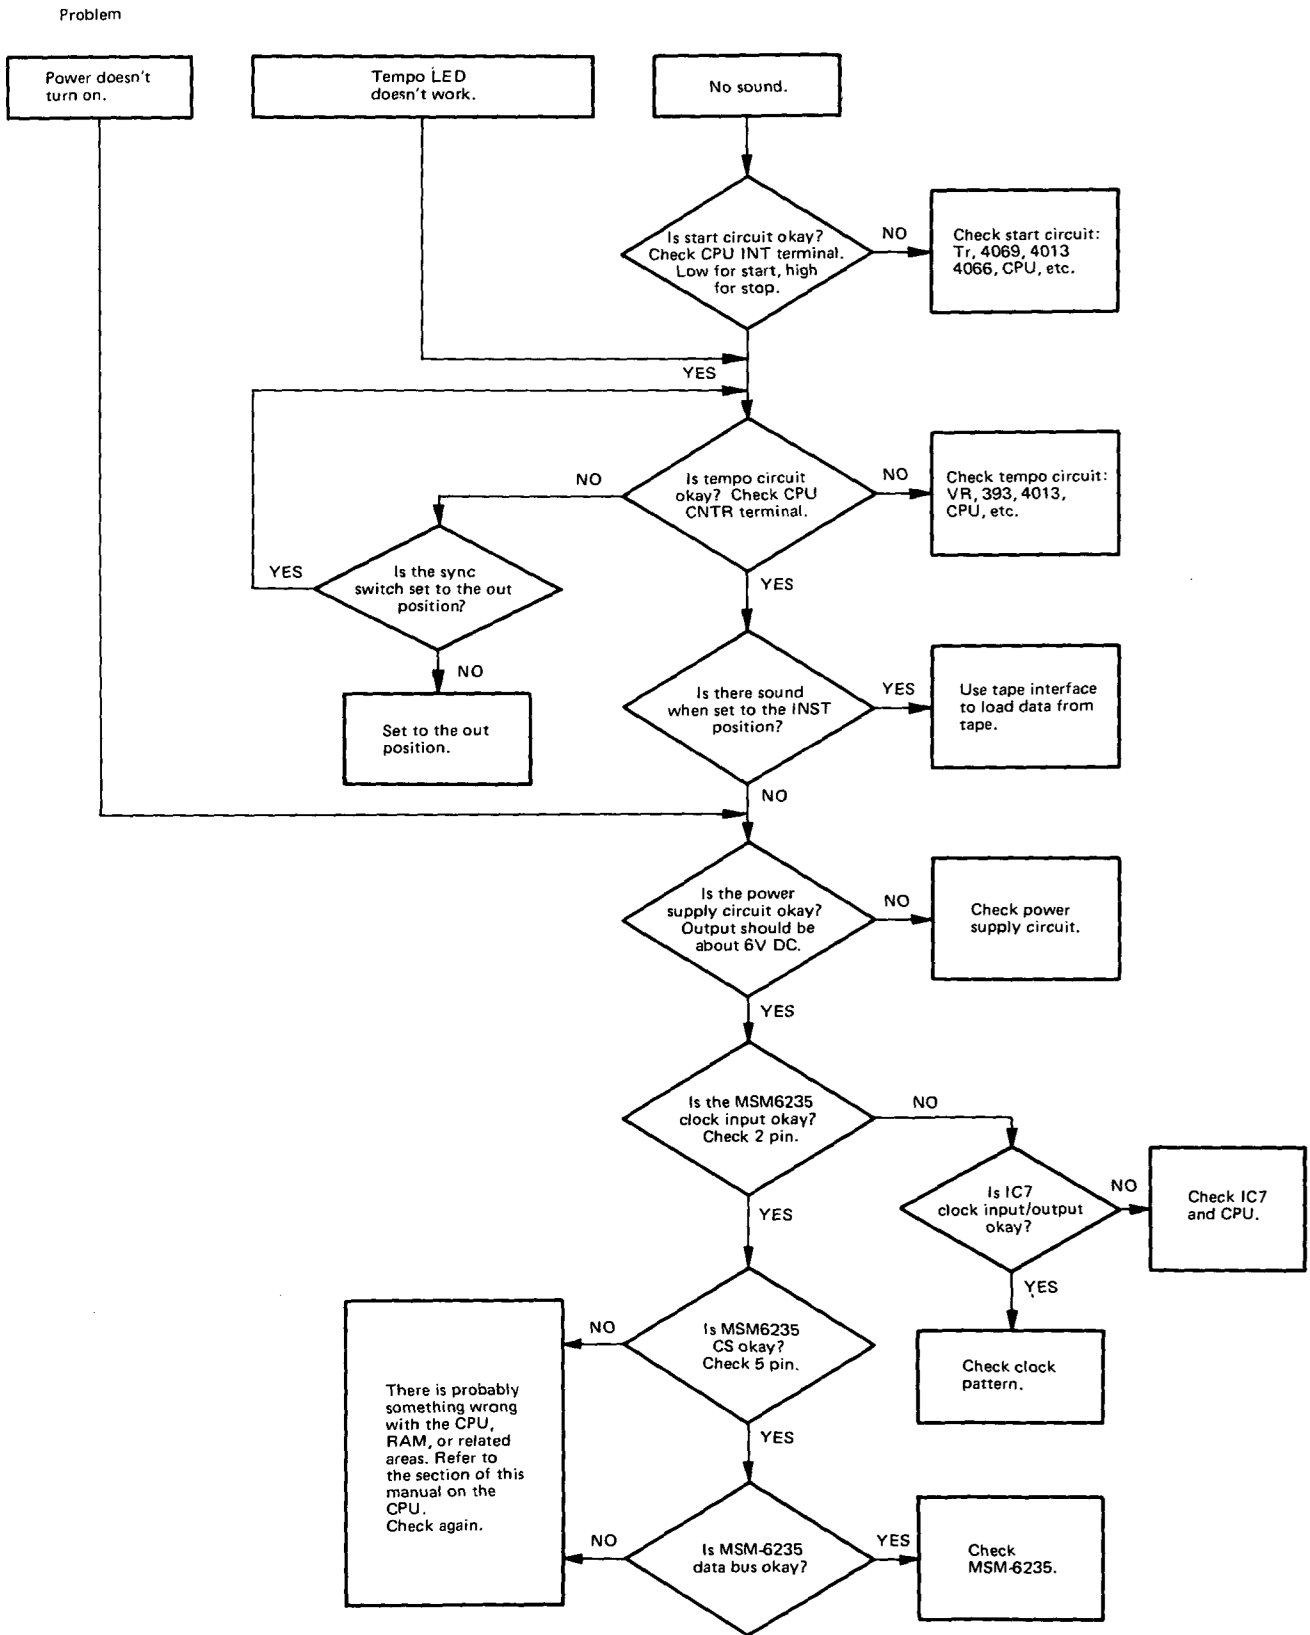 Problem
Power doesn't
turn on.
Tempo LED
doesn't work.
No sound.
Is start circuit okay?
Check CPU INT terminal.
Low for start, high
for stop.
NO
Check start circuit:
Tr, 4069, 4013
4066, CPU, etc.
YES
Is tempo circuit
okay? Check CPU
CNTR terminal.
NO
NO
Check tempo circuit:
VR, 393, 4013,
CPU, etc.
YES
Is the sync
switch set to the out
position?
YES
NO
Set to the out
position.
Is there sound
when set to the INST
position?
YES
Use tape interface
to load data from
tape.
NO
Is the power
supply circuit okay?
Output should be
about 6V DC.
NO
Check power
supply circuit.
YES
Is the MSM6235
clock input okay?
Check 2 pin.
NO
Is IC7
clock input/output
okay?
NO
Check IC7
and CPU.
YES
Check clock
pattern.
YES
Is MSM6235
CS okay?
Check 5 pin.
NO
There is probably
something wrong
with the CPU,
RAM, or related
areas. Refer to
the section of this
manual on the
CPU.
Check again.
YES
Is MSM-6235
data bus okay?
NO
YES
Check
MSM-6235.